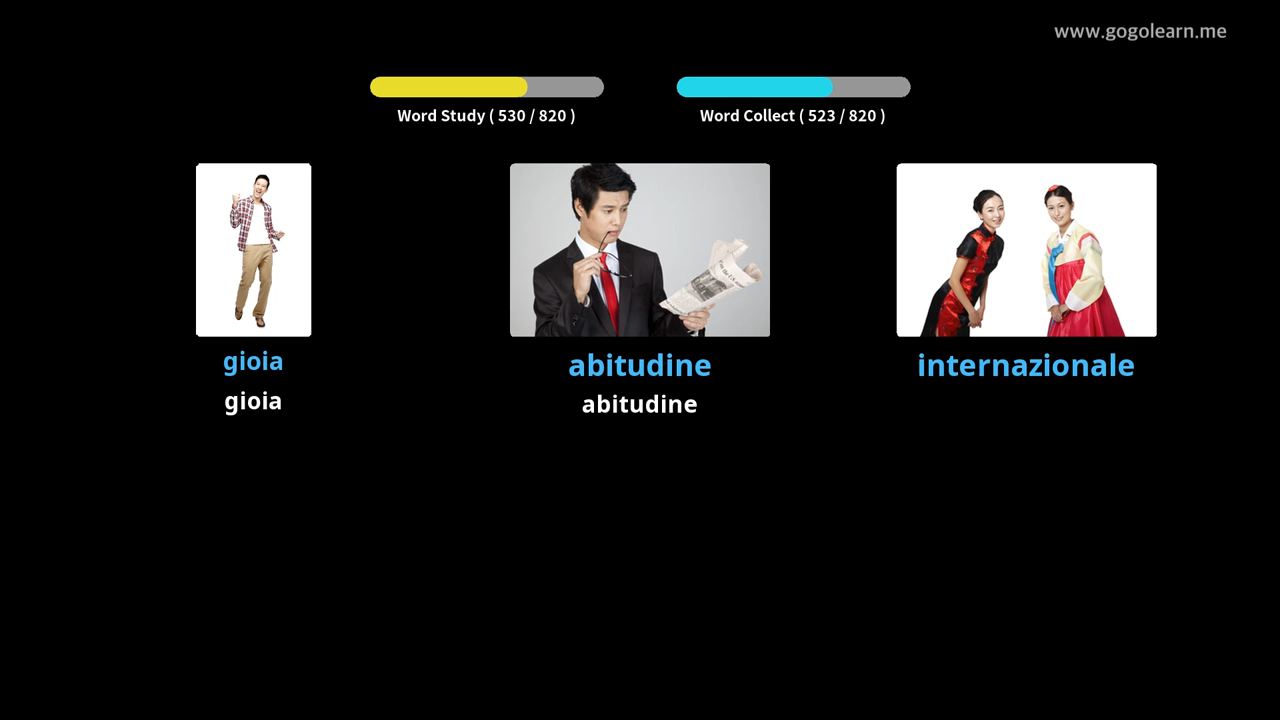 www.gogolearn.me
Word Study ( 530 / 820 )
Word Collect ( 523 / 820 )
gioia
abitudine
internazionale
gioia
abitudine